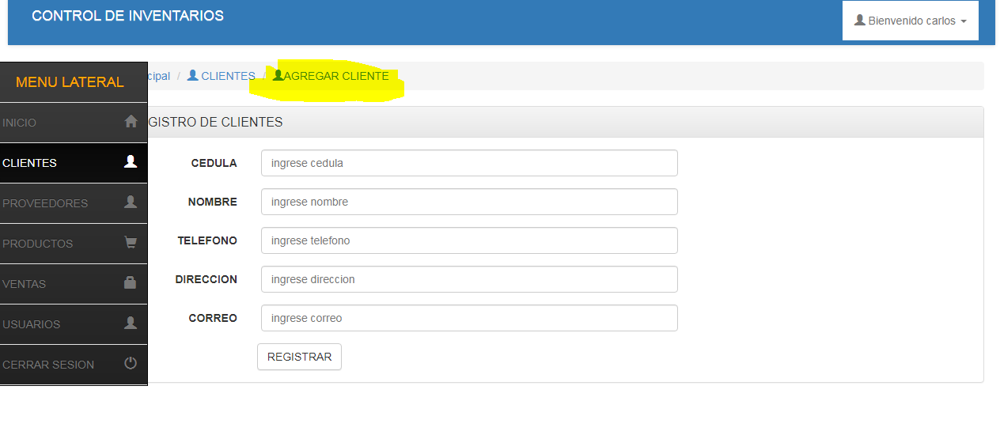 CONTROL DE INVENTARIOS
Bienvenido carlos
cipal / CLIENTES / AGREGAR CLIENTE
MENU LATERAL
INICIO
CLIENTES
PROVEEDORES
PRODUCTOS
VENTAS
USUARIOS
CERRAR SESION
GISTRO DE CLIENTES
CEDULA ingrese cedula
NOMBRE ingrese nombre
TELEFONO ingrese telefono
DIRECCION ingrese direccion
CORREO ingrese correo
REGISTRAR